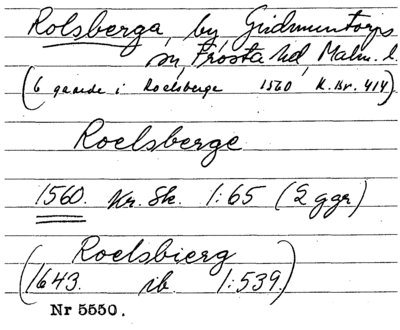 Rolsberga, by Gudmuntorps
sn, Frosta hd, Malm. l.
(6 gaarde i Roelsberge 1560 K. Br. 414)
Roelsberge
1560. Kr. Sk. 1:65 (2 ggr)
(Roelsbierg
1643. ib. 1:539.)
Nr 5550.